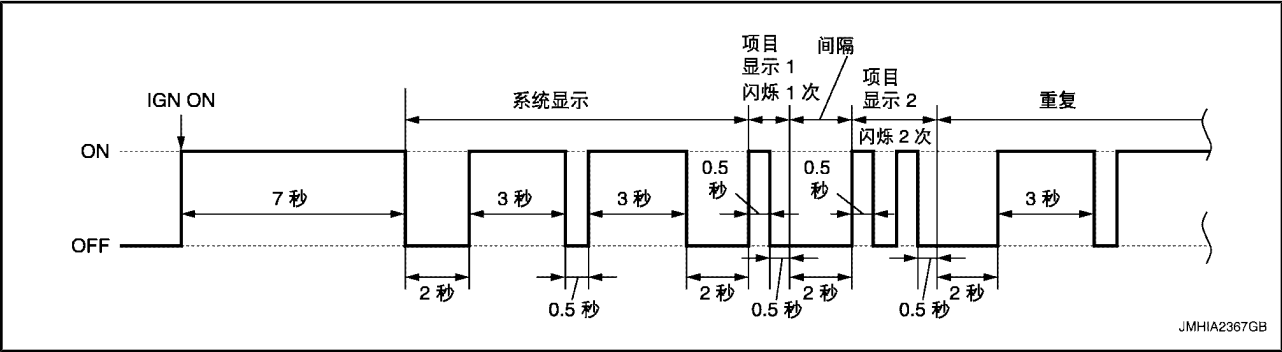 项目
显示 1
闪烁 1 次
间隔
项目
显示 2
闪烁 2 次
IGN ON
系统显示
重复
ON
OFF
7 秒
3 秒
3 秒
0.5
秒
0.5
秒
3 秒
2 秒
0.5 秒
2 秒
0.5 秒
2 秒
0.5 秒
2 秒
JMHIA2367GB